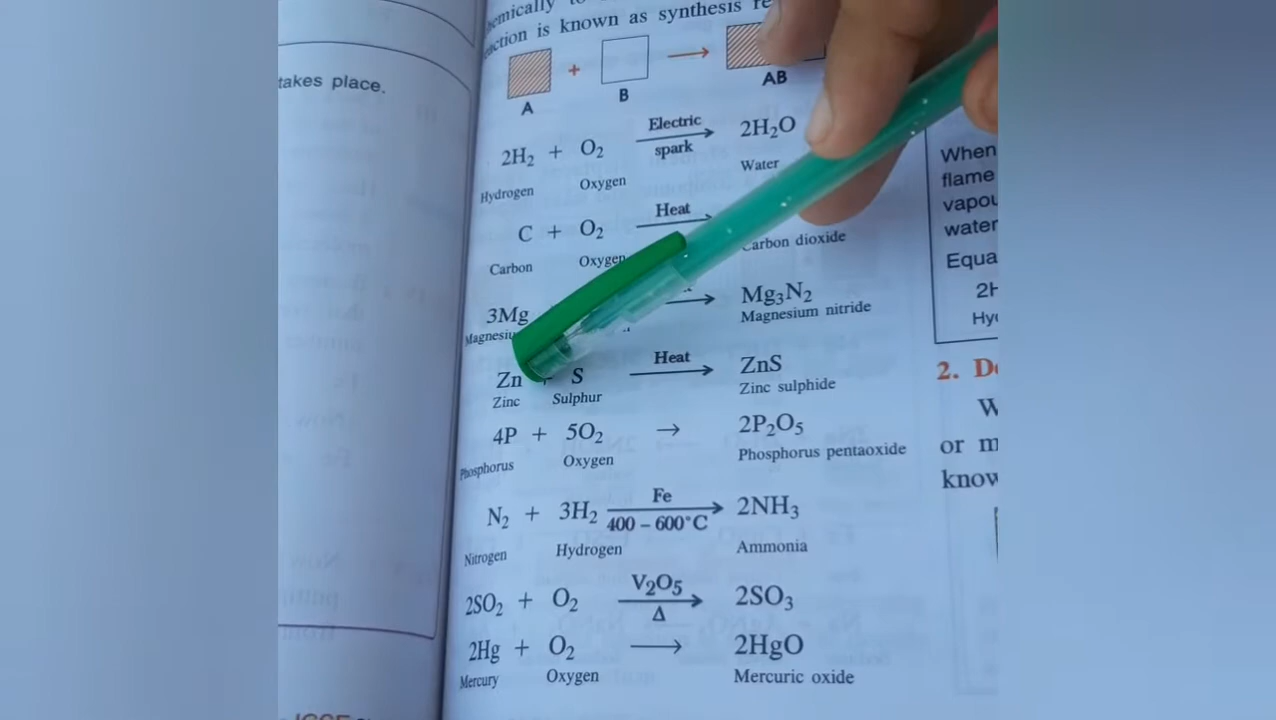 takes place.
is known as synthesis
A + B → AB
Electric
2H₂ + O₂ → 2H₂O
spark
Hydrogen Oxygen Water
Heat
C + O₂ →
Carbon Oxygen Carbon dioxide
3Mg → Mg₃N₂
Magnesium nitride
Heat
Zn + S → ZnS
Zinc Sulphur Zinc sulphide
4P + 5O₂ → 2P₂O₅
Phosphorus Oxygen Phosphorus pentaoxide
Fe
N₂ + 3H₂ → 2NH₃
400 – 600°C
Nitrogen Hydrogen Ammonia
V₂O₅
2SO₂ + O₂ → 2SO₃
Δ
2Hg + O₂ → 2HgO
Mercury Oxygen Mercuric oxide
When
flame
vapou
water
Equa
2H
Hy
2. D
W
or m
know